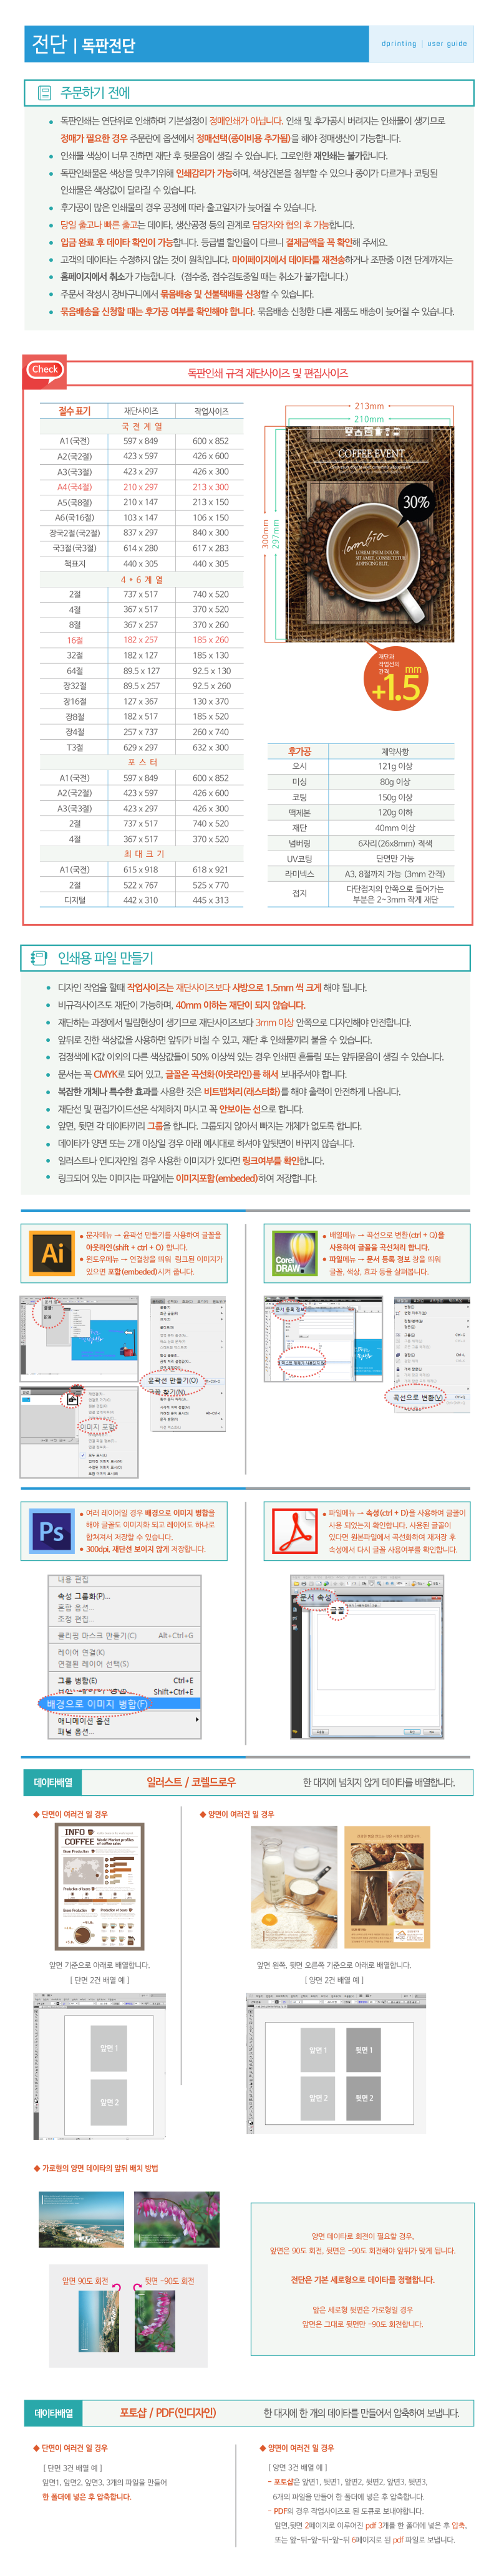 전단 | 독판전단
dprinting | user guide
주문하기 전에
독판인쇄는 연단위로 인쇄하며 기본설정이 정매인쇄가 아닙니다. 인쇄 및 후가공시 버려지는 인쇄물이 생기므로
정매가 필요한 경우 주문란에 옵션에서 정매선택(종이비용 추가됨)을 해야 정매생산이 가능합니다.
인쇄물 색상이 너무 진하면 재단 후 뒷묻음이 생길 수 있습니다. 그로인한 재인쇄는 불가합니다.
독판인쇄물은 색상을 맞추기위해 인쇄감리가 가능하며, 색상견본을 첨부할 수 있으나 종이가 다르거나 코팅된
인쇄물은 색상값이 달라질 수 있습니다.
후가공이 많은 인쇄물의 경우 공정에 따라 출고일자가 늦어질 수 있습니다.
당일 출고나 빠른 출고는 데이타, 생산공정 등의 관계로 담당자와 협의 후 가능합니다.
입금 완료 후 데이타 확인이 가능합니다. 등급별 할인율이 다르니 결제금액을 꼭 확인해 주세요.
고객의 데이타는 수정하지 않는 것이 원칙입니다. 마이페이지에서 데이타를 재전송하거나 조판중 이전 단계까지는
홈페이지에서 취소가 가능합니다. (접수중, 접수검토중일 때는 취소가 불가합니다.)
주문서 작성시 장바구니에서 묶음배송 및 선불택배를 신청할 수 있습니다.
묶음배송을 신청할 때는 후가공 여부를 확인해야 합니다. 묶음배송 신청한 다른 제품도 배송이 늦어질 수 있습니다.
Check
독판인쇄 규격 재단사이즈 및 편집사이즈
절수 표기 재단사이즈 작업사이즈
국 전 계 열
A1(국전) 597 x 849 600 x 852
A2(국2절) 423 x 597 426 x 600
A3(국3절) 423 x 297 426 x 300
A4(국4절) 210 x 297 213 x 300
A5(국8절) 210 x 147 213 x 150
A6(국16절) 103 x 147 106 x 150
장국2절(국2절) 837 x 297 840 x 300
국3절(국3절) 614 x 280 617 x 283
책표지 440 x 305 440 x 305
4 * 6 계 열
2절 737 x 517 740 x 520
4절 367 x 517 370 x 520
8절 367 x 257 370 x 260
16절 182 x 257 185 x 260
32절 182 x 127 185 x 130
64절 89.5 x 127 92.5 x 130
장32절 89.5 x 257 92.5 x 260
장16절 127 x 367 130 x 370
장8절 182 x 517 185 x 520
장4절 257 x 737 260 x 740
T3절 629 x 297 632 x 300
포 스 터
A1(국전) 597 x 849 600 x 852
A2(국2절) 423 x 597 426 x 600
A3(국3절) 423 x 297 426 x 300
2절 737 x 517 740 x 520
4절 367 x 517 370 x 520
최 대 크 기
A1(국전) 615 x 918 618 x 921
2절 522 x 767 525 x 770
디지털 442 x 310 445 x 313
213mm
210mm
300mm
297mm
COFFEE EVENT
30%
lambia
LOREM IPSUM DOLOR
SIT AMET, CONSECTETUR
ADIPISCING ELIT.
재단과
작업선의
간격
+1.5 mm
후가공 제약사항
오시 121g 이상
미싱 80g 이상
코팅 150g 이상
떡제본 120g 이하
재단 40mm 이상
넘버링 6자리(26x8mm) 적색
UV코팅 단면만 가능
라미넥스 A3, 8절까지 가능 (3mm 간격)
접지 다단접지의 안쪽으로 들어가는
부분은 2~3mm 작게 재단
인쇄용 파일 만들기
디자인 작업을 할때 작업사이즈는 재단사이즈보다 사방으로 1.5mm 씩 크게 해야 됩니다.
비규격사이즈도 재단이 가능하며, 40mm 이하는 재단이 되지 않습니다.
재단하는 과정에서 밀림현상이 생기므로 재단사이즈보다 3mm 이상 안쪽으로 디자인해야 안전합니다.
앞뒤로 진한 색상값을 사용하면 앞뒤가 비칠 수 있고, 재단 후 인쇄물끼리 붙을 수 있습니다.
검정색에 K값 이외의 다른 색상값들이 50% 이상씩 있는 경우 인쇄핀 흔들림 또는 앞뒤묻음이 생길 수 있습니다.
문서는 꼭 CMYK로 되어 있고, 글꼴은 곡선화(아웃라인)를 해서 보내주셔야 합니다.
복잡한 개체나 특수한 효과를 사용한 것은 비트맵처리(래스터화)를 해야 출력이 안전하게 나옵니다.
재단선 및 편집가이드선은 삭제하지 마시고 꼭 안보이는 선으로 합니다.
앞면, 뒷면 각 데이타끼리 그룹을 합니다. 그룹되지 않아서 빠지는 개체가 없도록 합니다.
데이타가 양면 또는 2개 이상일 경우 아래 예시대로 하셔야 앞뒷면이 바뀌지 않습니다.
일러스트나 인디자인일 경우 사용한 이미지가 있다면 링크여부를 확인합니다.
링크되어 있는 이미지는 파일에는 이미지포함(embeded)하여 저장합니다.
Ai
문자메뉴 → 윤곽선 만들기를 사용하여 글꼴을
아웃라인(shift + ctrl + O) 합니다.
윈도우메뉴 → 연결창을 띄워 링크된 이미지가
있으면 포함(embeded)시켜 줍니다.
CorelDRAW
배열메뉴 → 곡선으로 변환(ctrl + Q)을
사용하여 글꼴을 곡선처리 합니다.
파일메뉴 → 문서 등록 정보 창을 띄워
글꼴, 색상, 효과 등을 살펴봅니다.
윤곽선 만들기(O)
이미지 포함
곡선으로 변환(V)
Ps
여러 레이어일 경우 배경으로 이미지 병합을
해야 글꼴도 이미지화 되고 레이어도 하나로
합쳐져서 저장할 수 있습니다.
300dpi, 재단선 보이지 않게 저장합니다.
파일메뉴 → 속성(ctrl + D)을 사용하여 글꼴이
사용 되었는지 확인합니다. 사용된 글꼴이
있다면 원본파일에서 곡선화하여 재저장 후
속성에서 다시 글꼴 사용여부를 확인합니다.
내용 편집
속성 그룹화(P)...
혼합 옵션...
조정 편집...
클리핑 마스크 만들기(C) Alt+Ctrl+G
레이어 연결(K)
연결된 레이어 선택(S)
그룹 병합(E) Ctrl+E
Shift+Ctrl+E
배경으로 이미지 병합(F)
애니메이션 옵션
패널 옵션...
문서 속성
글꼴
데이타배열
일러스트 / 코렐드로우
한 대지에 넘치지 않게 데이타를 배열합니다.
◆ 단면이 여러건 일 경우
◆ 양면이 여러건 일 경우
INFO
COFFEE
World Market profiles
of coffee sales
앞면 기준으로 아래로 배열합니다.
[ 단면 2건 배열 예 ]
앞면 왼쪽, 뒷면 오른쪽 기준으로 아래로 배열합니다.
[ 양면 2건 배열 예 ]
앞면 1
앞면 2
앞면 1 뒷면 1
앞면 2 뒷면 2
◆ 가로형의 양면 데이타의 앞뒤 배치 방법
앞면 90도 회전
뒷면 -90도 회전
양면 데이타로 회전이 필요할 경우,
앞면은 90도 회전, 뒷면은 -90도 회전해야 앞뒤가 맞게 됩니다.
전단은 기본 세로형으로 데이타를 정렬합니다.
앞은 세로형 뒷면은 가로형일 경우
앞면은 그대로 뒷면만 -90도 회전합니다.
데이타배열
포토샵 / PDF(인디자인)
한 대지에 한 개의 데이타를 만들어서 압축하여 보냅니다.
◆ 단면이 여러건 일 경우
[ 단면 3건 배열 예 ]
앞면1, 앞면2, 앞면3, 3개의 파일을 만들어
한 폴더에 넣은 후 압축합니다.
◆ 양면이 여러건 일 경우
[ 양면 3건 배열 예 ]
- 포토샵은 앞면1, 뒷면1, 앞면2, 뒷면2, 앞면3, 뒷면3,
6개의 파일을 만들어 한 폴더에 넣은 후 압축합니다.
- PDF의 경우 작업사이즈로 된 도큐로 보내야합니다.
앞면,뒷면 2페이지로 이루어진 pdf 3개를 한 폴더에 넣은 후 압축,
또는 앞-뒤-앞-뒤-앞-뒤 6페이지로 된 pdf 파일로 보냅니다.